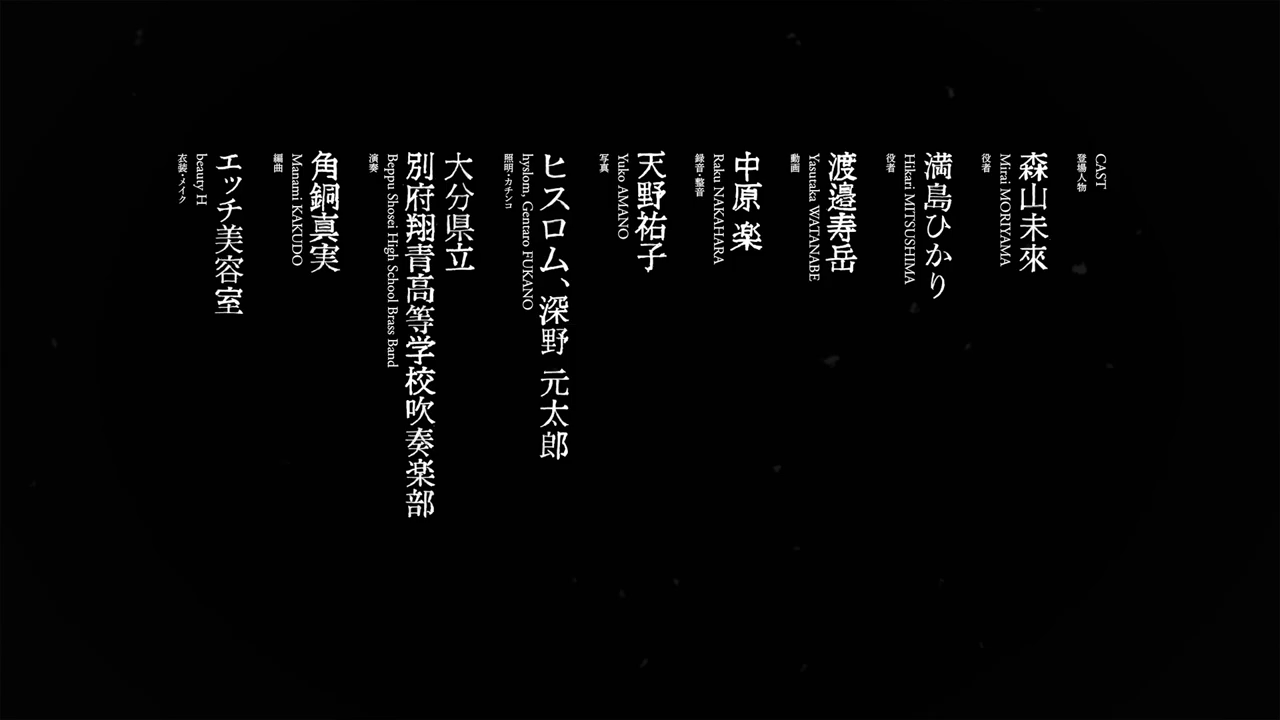 CAST
登場人物
森山未來
Mirai MORIYAMA
役者
満島ひかり
Hikari MITSUSHIMA
役者
渡邉寿岳
Yasutaka WATANABE
動画
中原 楽
Raku NAKAHARA
録音・整音
天野祐子
Yuko AMANO
写真
ヒスロム、深野 元太郎
hyslom, Gentaro FUKANO
照明・カチンコ
大分県立
別府翔青高等学校吹奏楽部
Beppu Shosei High School Brass Band
演奏
角銅真実
Manami KAKUDO
編曲
エッチ美容室
beauty H
衣装・メイク